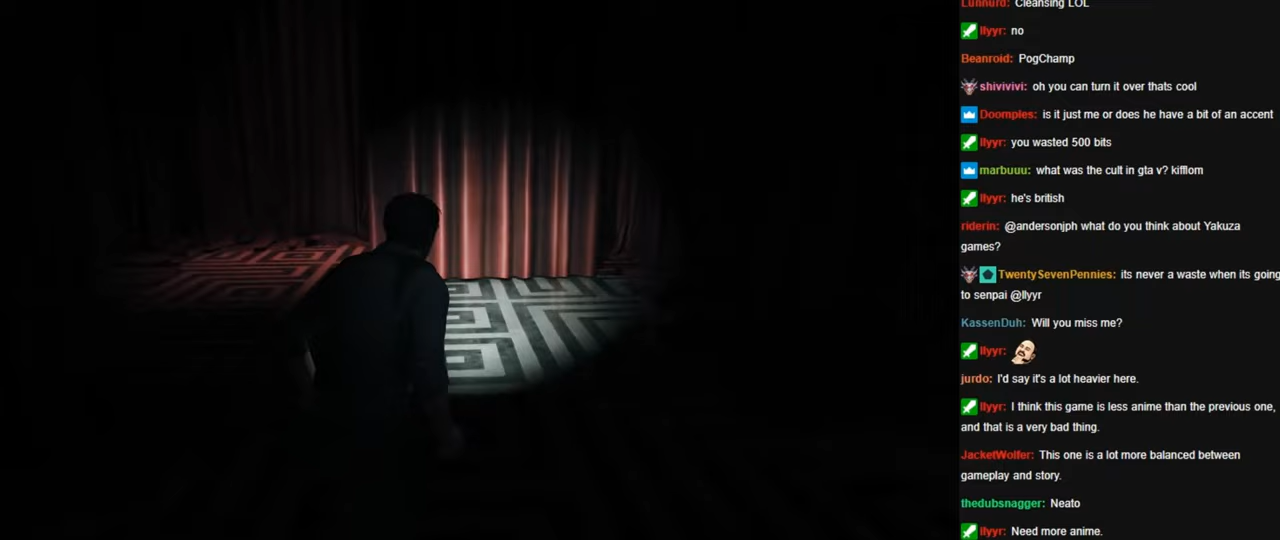 Lunnurd: Cleansing LOL
llyyr: no
Beanroid: PogChamp
shivivivi: oh you can turn it over thats cool
Doomples: is it just me or does he have a bit of an accent
llyyr: you wasted 500 bits
marbuuu: what was the cult in gta v? kifflom
llyyr: he's british
riderin: @andersonjph what do you think about Yakuza
games?
TwentySevenPennies: its never a waste when its going
to senpai @llyyr
KassenDuh: Will you miss me?
llyyr:
jurdo: I'd say it's a lot heavier here.
llyyr: I think this game is less anime than the previous one,
and that is a very bad thing.
JacketWolfer: This one is a lot more balanced between
gameplay and story.
thedubsnagger: Neato
llyyr: Need more anime.